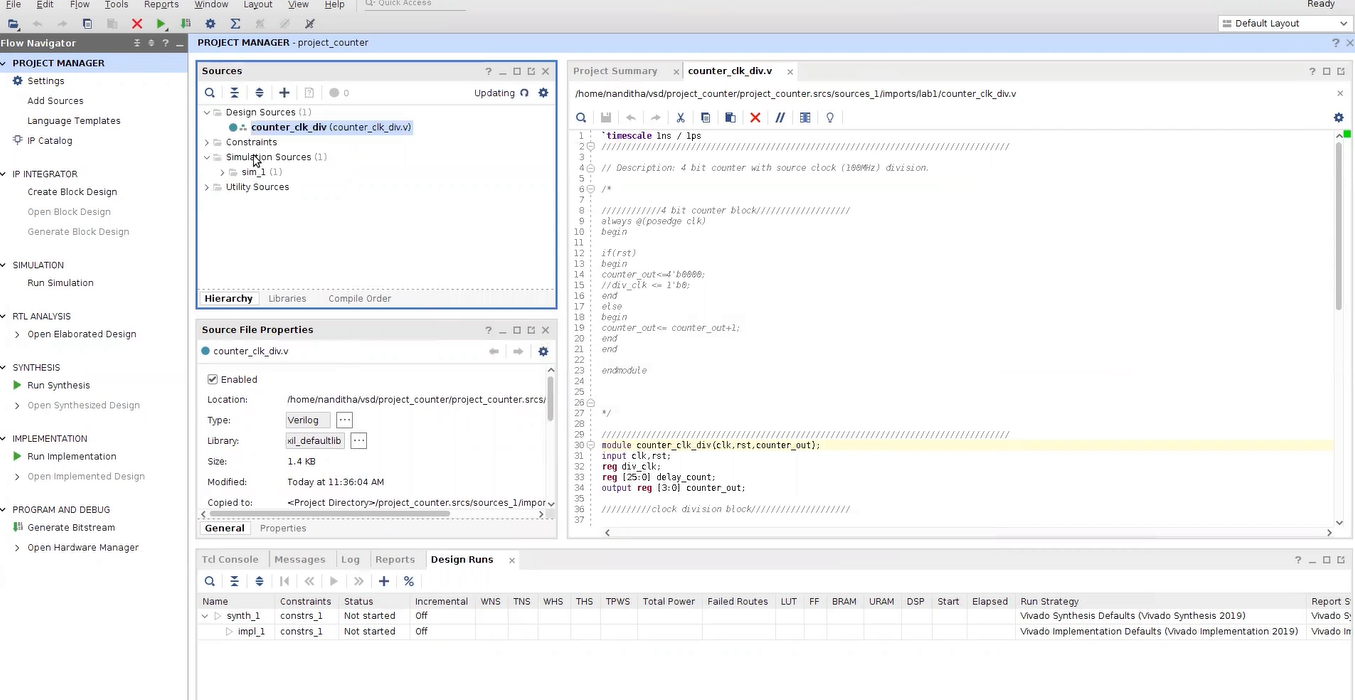 File Edit Flow Tools Reports Window Layout View Help Quick Access Ready
Default Layout
Flow Navigator
PROJECT MANAGER
Settings
Add Sources
Language Templates
IP Catalog
IP INTEGRATOR
Create Block Design
Open Block Design
Generate Block Design
SIMULATION
Run Simulation
RTL ANALYSIS
Open Elaborated Design
SYNTHESIS
Run Synthesis
Open Synthesized Design
IMPLEMENTATION
Run Implementation
Open Implemented Design
PROGRAM AND DEBUG
Generate Bitstream
Open Hardware Manager
PROJECT MANAGER - project_counter
Sources
0 Updating
Design Sources (1)
counter_clk_div (counter_clk_div.v)
Constraints
Simulation Sources (1)
sim_1 (1)
Utility Sources
Hierarchy Libraries Compile Order
Source File Properties
counter_clk_div.v
Enabled
Location: /home/nanditha/vsd/project_counter/project_counter.srcs/
Type: Verilog ...
Library: xil_defaultlib ...
Size: 1.4 KB
Modified: Today at 11:36:04 AM
Copied to: <Project Directory>/project_counter.srcs/sources_1/impor
General Properties
Project Summary counter_clk_div.v
/home/nanditha/vsd/project_counter/project_counter.srcs/sources_1/imports/lab1/counter_clk_div.v
1 `timescale 1ns / 1ps
2 //////////////////////////////////////////////////////////////////////////////////
3
4 // Description: 4 bit counter with source clock (100MHz) division.
5
6 /*
7
8 ////////////4 bit counter block///////////////////
9 always @(posedge clk)
10 begin
11
12 if(rst)
13 begin
14 counter_out<=4'b0000;
15 //div_clk <= 1'b0;
16 end
17 else
18 begin
19 counter_out<= counter_out+1;
20 end
21 end
22
23 endmodule
24
25
26
27 */
28
29 //////////////////////////////////////////////////////////////////////////////////
30 module counter_clk_div(clk,rst,counter_out);
31 input clk,rst;
32 reg div_clk;
33 reg [25:0] delay_count;
34 output reg [3:0] counter_out;
35
36 //////////clock division block////////////////////
37
Tcl Console Messages Log Reports Design Runs
Name Constraints Status Incremental WNS TNS WHS THS TPWS Total Power Failed Routes LUT FF BRAM URAM DSP Start Elapsed Run Strategy Report S
synth_1 constrs_1 Not started Off Vivado Synthesis Defaults (Vivado Synthesis 2019) Vivado Sy
impl_1 constrs_1 Not started Off Vivado Implementation Defaults (Vivado Implementation 2019) Vivado Im